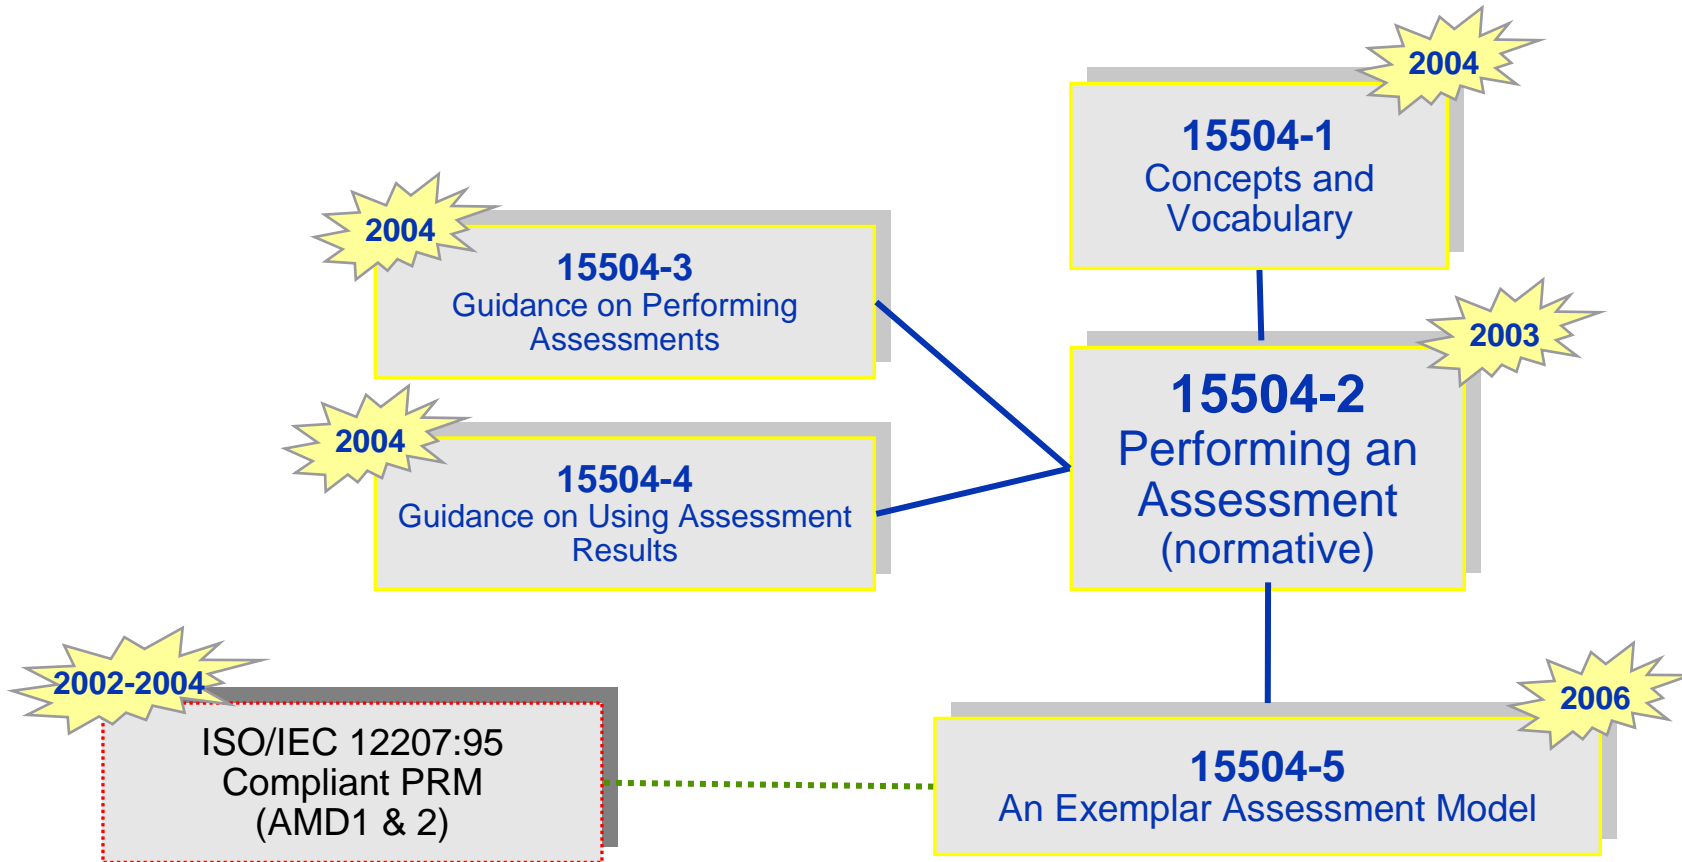 2004
15504-1
Concepts and
Vocabulary
2004
15504-3
Guidance on Performing
Assessments
2003
15504-2
Performing an
Assessment
(normative)
2004
15504-4
Guidance on Using Assessment
Results
2002-2004
ISO/IEC 12207:95
Compliant PRM
(AMD1 & 2)
2006
15504-5
An Exemplar Assessment Model